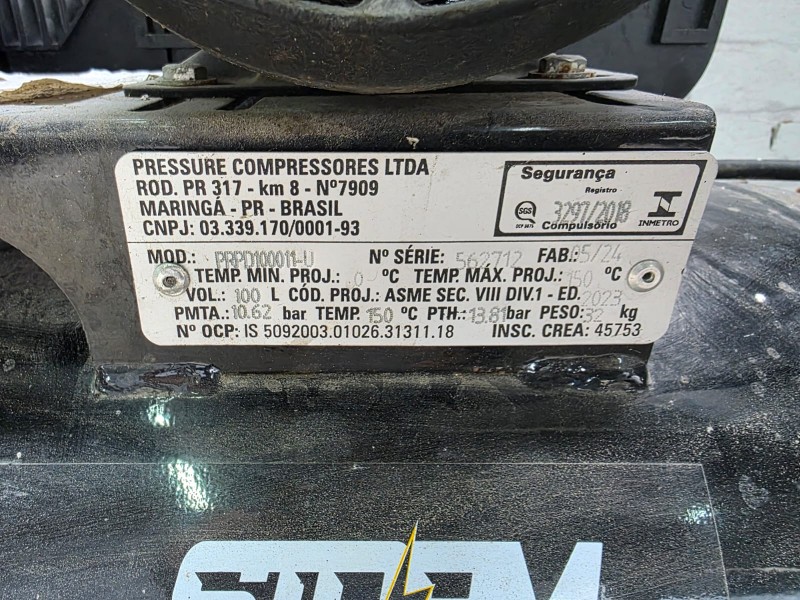 PRESSURE COMPRESSORES LTDA
ROD. PR 317 - km 8 - Nº7909
MARINGÁ - PR - BRASIL
CNPJ: 03.339.170/0001-93
Segurança
Registro
SGS
3297/2018
Compulsório
INMETRO
MOD.: PRPD100011-U Nº SÉRIE: 562712 FAB: 05/24
TEMP. MIN. PROJ.: 0 ºC TEMP. MÁX. PROJ.: 150 ºC
VOL.: 100 L CÓD. PROJ.: ASME SEC. VIII DIV.1 - ED. 2023
PMTA.: 10.62 bar TEMP. 150 ºC PTH.: 13.81 bar PESO: 32 kg
Nº OCP: IS 5092003.01026.31311.18 INSC. CREA: 45753